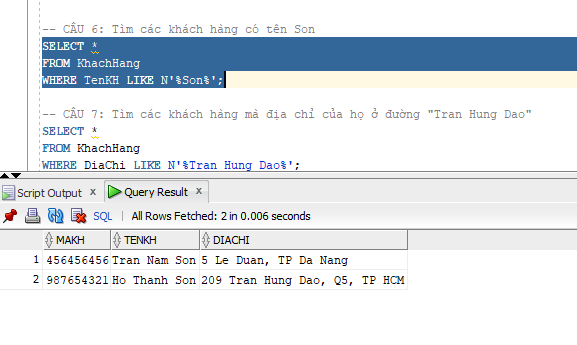 -- CÂU 6: Tìm các khách hàng có tên Son
SELECT *
FROM KhachHang
WHERE TenKH LIKE N'%Son%';
-- CÂU 7: Tìm các khách hàng mà địa chỉ của họ ở đường "Tran Hung Dao"
SELECT *
FROM KhachHang
WHERE DiaChi LIKE N'%Tran Hung Dao%';
Script Output x Query Result x
SQL | All Rows Fetched: 2 in 0.006 seconds
MAKH TENKH DIACHI
1 456456456 Tran Nam Son 5 Le Duan, TP Da Nang
2 987654321 Ho Thanh Son 209 Tran Hung Dao, Q5, TP HCM